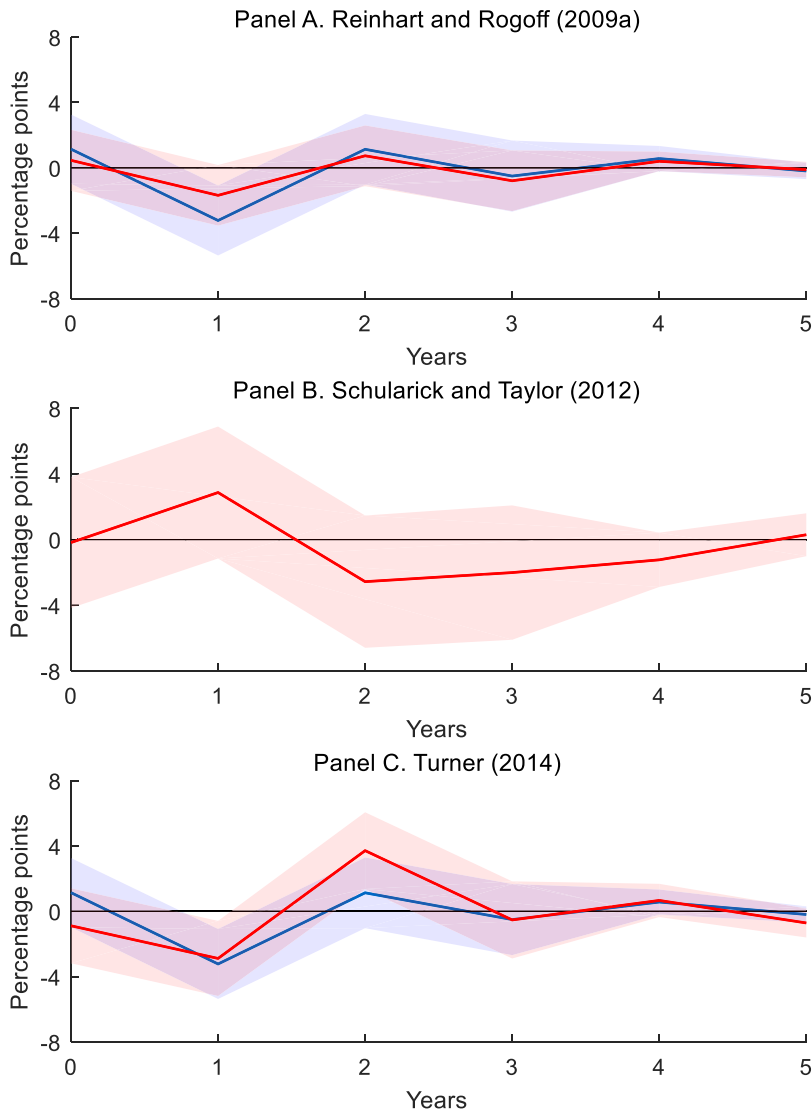 Panel A. Reinhart and Rogoff (2009a)
8
4
0
-4
-8
Percentage points
0 1 2 3 4 5
Years
Panel B. Schularick and Taylor (2012)
8
4
0
-4
-8
Percentage points
0 1 2 3 4 5
Years
Panel C. Turner (2014)
8
4
0
-4
-8
Percentage points
0 1 2 3 4 5
Years